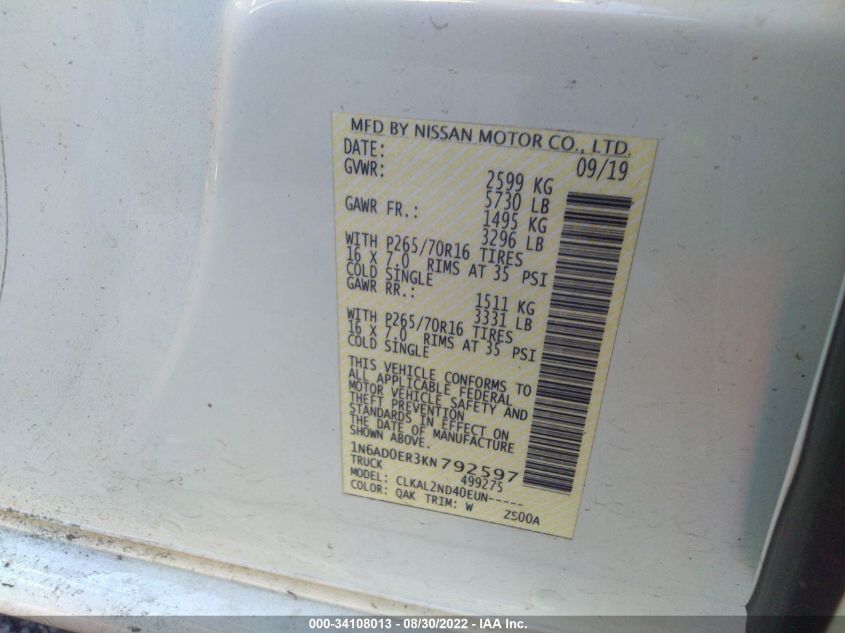 MFD BY NISSAN MOTOR CO., LTD.
DATE: 09/19
GVWR: 2599 KG
5730 LB
GAWR FR.: 1495 KG
3296 LB
WITH P265/70R16 TIRES
16 X 7.0 RIMS AT 35 PSI
COLD SINGLE
GAWR RR.: 1511 KG
3331 LB
WITH P265/70R16 TIRES
16 X 7.0 RIMS AT 35 PSI
COLD SINGLE
THIS VEHICLE CONFORMS TO
ALL APPLICABLE FEDERAL
MOTOR VEHICLE SAFETY AND
THEFT PREVENTION
STANDARDS IN EFFECT ON
THE DATE OF MANUFACTURE
SHOWN ABOVE.
1N6AD0ER3KN792597
TRUCK 499275
MODEL: CLKAL2ND40EUN-----
COLOR: QAK TRIM: W Z900A
000-34108013 - 08/30/2022 - IAA Inc.